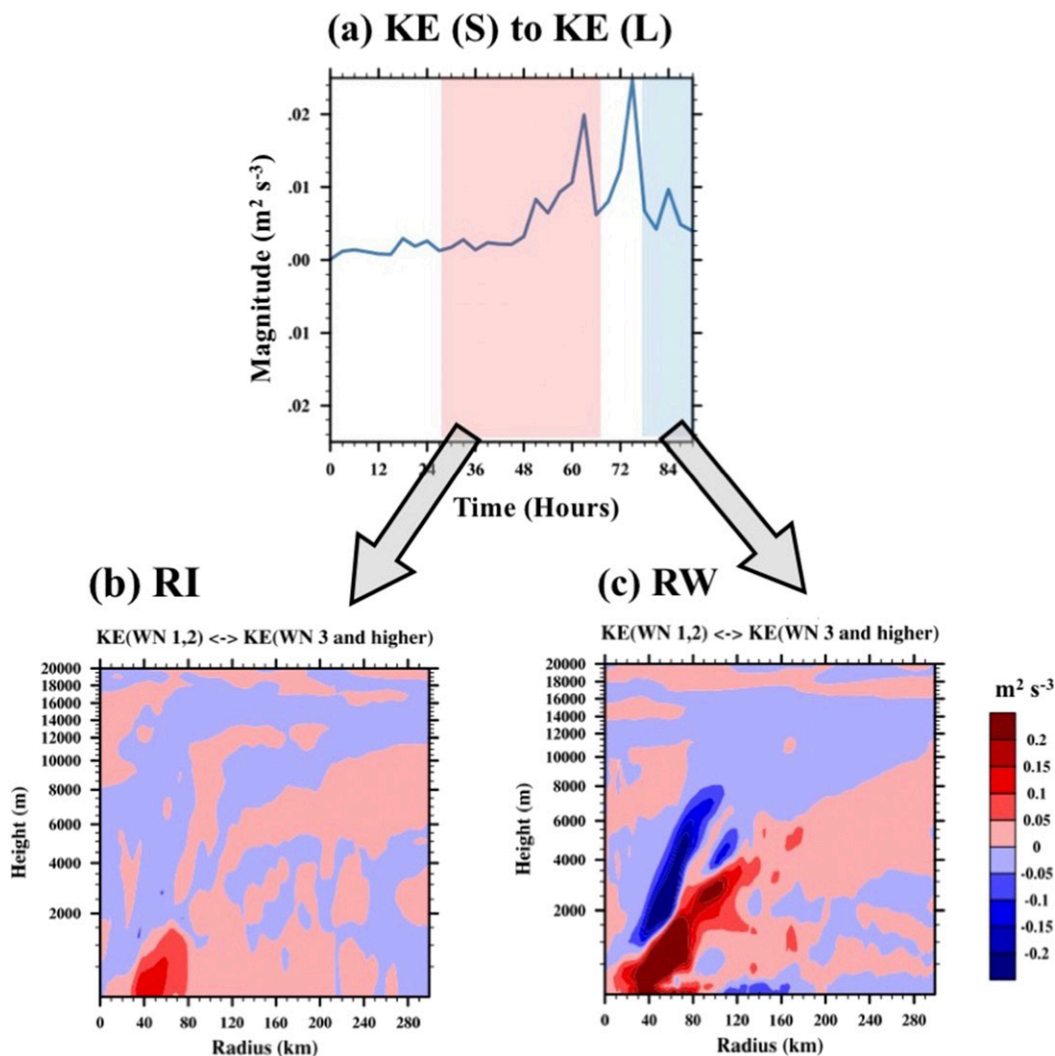 (a) KE (S) to KE (L)
.02
.01
.00
.01
.02
Magnitude (m² s⁻³)
0 12 24 36 48 60 72 84
Time (Hours)
(b) RI
(c) RW
KE(WN 1,2) <-> KE(WN 3 and higher)
20000
18000
16000
14000
12000
10000
8000
6000
4000
2000
Height (m)
0 40 80 120 160 200 240 280
Radius (km)
KE(WN 1,2) <-> KE(WN 3 and higher)
20000
18000
16000
14000
12000
10000
8000
6000
4000
2000
Height (m)
0 40 80 120 160 200 240 280
Radius (km)
m² s⁻³
0.2
0.15
0.1
0.05
0
-0.05
-0.1
-0.15
-0.2